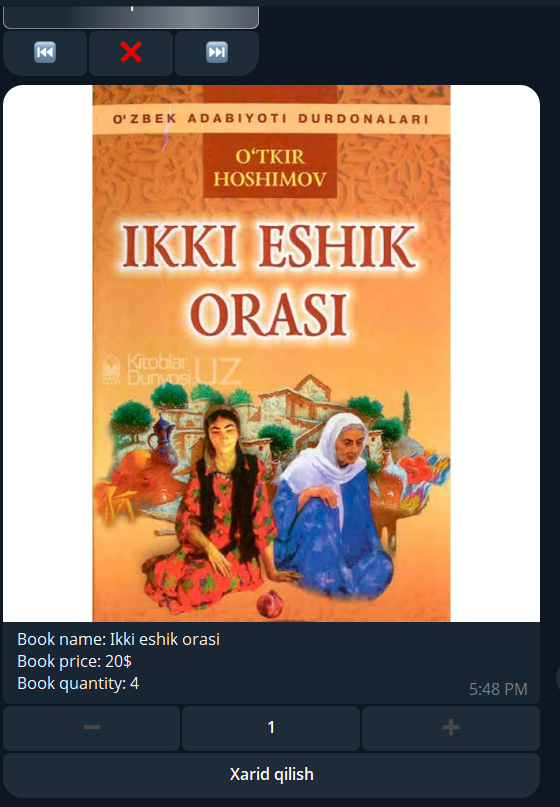 O'ZBEK ADABIYOTI DURDONALARI
O'TKIR
HOSHIMOV
IKKI ESHIK
ORASI
Kitoblar
Dunyosi.UZ
Book name: Ikki eshik orasi
Book price: 20$
Book quantity: 4
5:48 PM
− 1 +
Xarid qilish